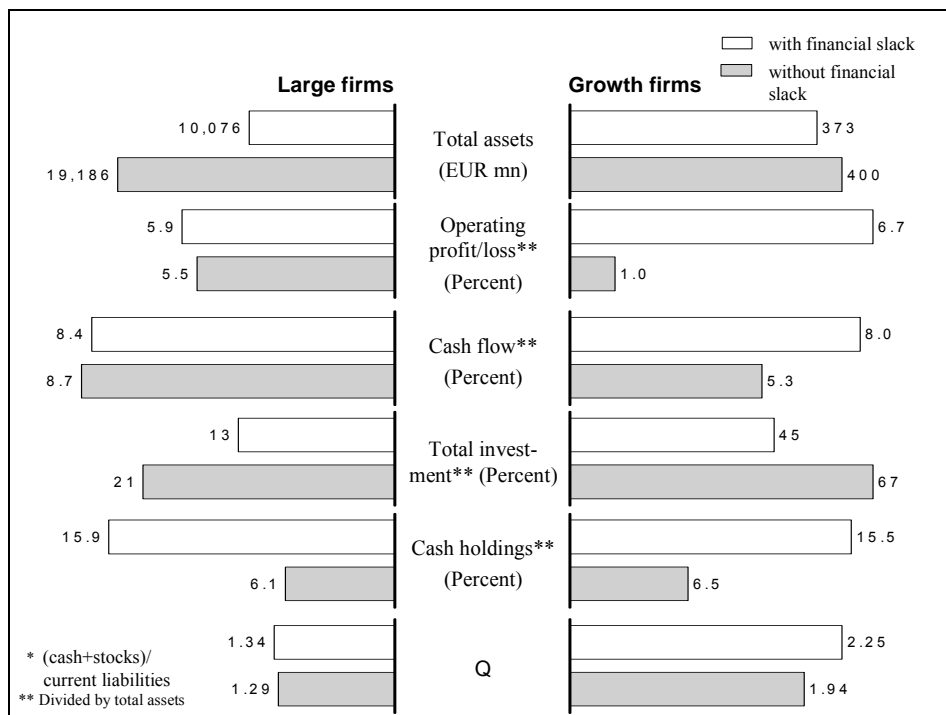 with financial slack
without financial
slack
Large firms
Growth firms
10,076
Total assets
(EUR mn)
373
19,186
400
5.9
Operating
profit/loss**
(Percent)
6.7
5.5
1.0
8.4
Cash flow**
(Percent)
8.0
8.7
5.3
13
Total invest-
ment** (Percent)
45
21
67
15.9
Cash holdings**
(Percent)
15.5
6.1
6.5
1.34
Q
2.25
1.29
1.94
* (cash+stocks)/
current liabilities
** Divided by total assets